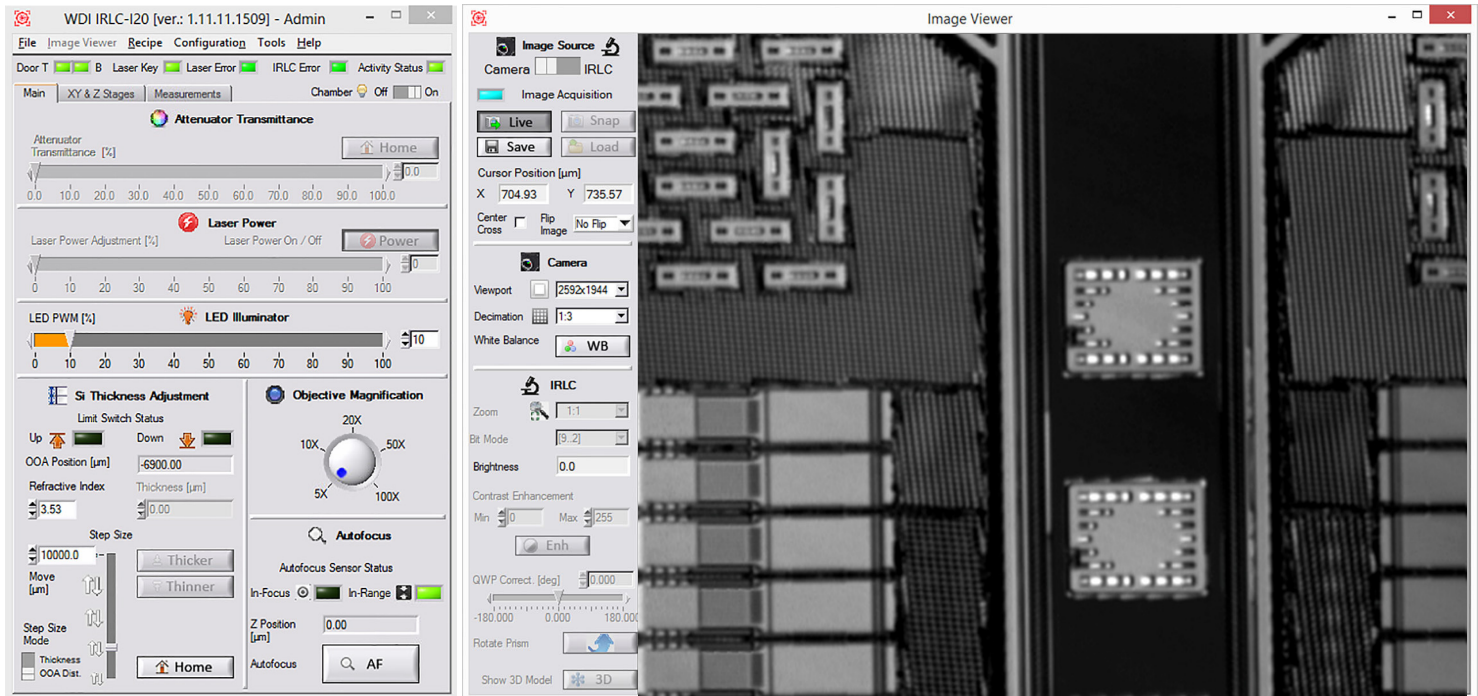 WDI IRLC-I20 [ver.: 1.11.11.1509] - Admin
File Image Viewer Recipe Configuration Tools Help
Door T B Laser Key Laser Error IRLC Error Activity Status
Main XY & Z Stages Measurements Chamber Off On
Attenuator Transmittance
Attenuator
Transmittance [%]
Home
0.0
0.0 10.0 20.0 30.0 40.0 50.0 60.0 70.0 80.0 90.0 100.0
Laser Power
Laser Power Adjustment [%] Laser Power On / Off Power
0
0 10 20 30 40 50 60 70 80 90 100
LED PWM [%] LED Illuminator
10
0 10 20 30 40 50 60 70 80 90 100
Si Thickness Adjustment
Limit Switch Status
Up Down
OOA Position [µm] -6900.00
Refractive Index Thickness [µm]
3.53 0.00
Step Size
10000.0
Thicker
Move
[µm]
Thinner
Step Size
Mode
Thickness
OOA Dist.
Home
Objective Magnification
20X
10X 50X
5X 100X
Autofocus
Autofocus Sensor Status
In-Focus In-Range
Z Position
[µm]
0.00
Autofocus AF
Image Viewer
Image Source
Camera IRLC
Image Acquisition
Live Snap
Save Load
Cursor Position [µm]
X 704.93 Y 735.57
Center
Cross
Flip
Image
No Flip
Camera
Viewport 2592x1944
Decimation 1:3
White Balance WB
IRLC
Zoom 1:1
Bit Mode [9..2]
Brightness 0.0
Contrast Enhancement
Min 0 Max 255
Enh
QWP Correct. [deg] 0.000
-180.000 0.000 180.000
Rotate Prism
Show 3D Model 3D